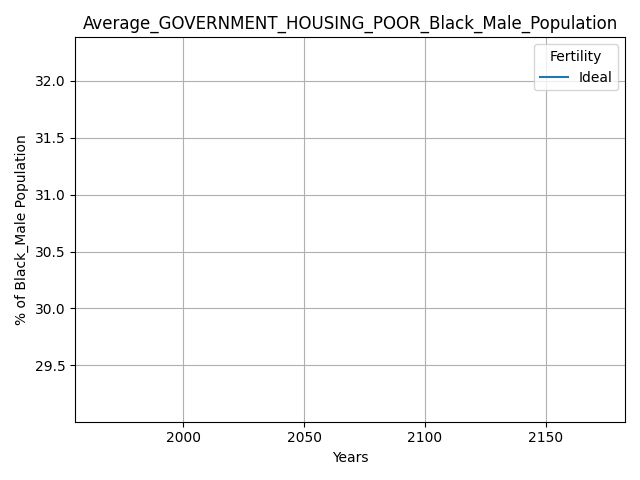 Average_GOVERNMENT_HOUSING_POOR_Black_Male_Population
Fertility
Ideal
32.0
31.5
31.0
30.5
30.0
29.5
% of Black_Male Population
2000 2050 2100 2150
Years